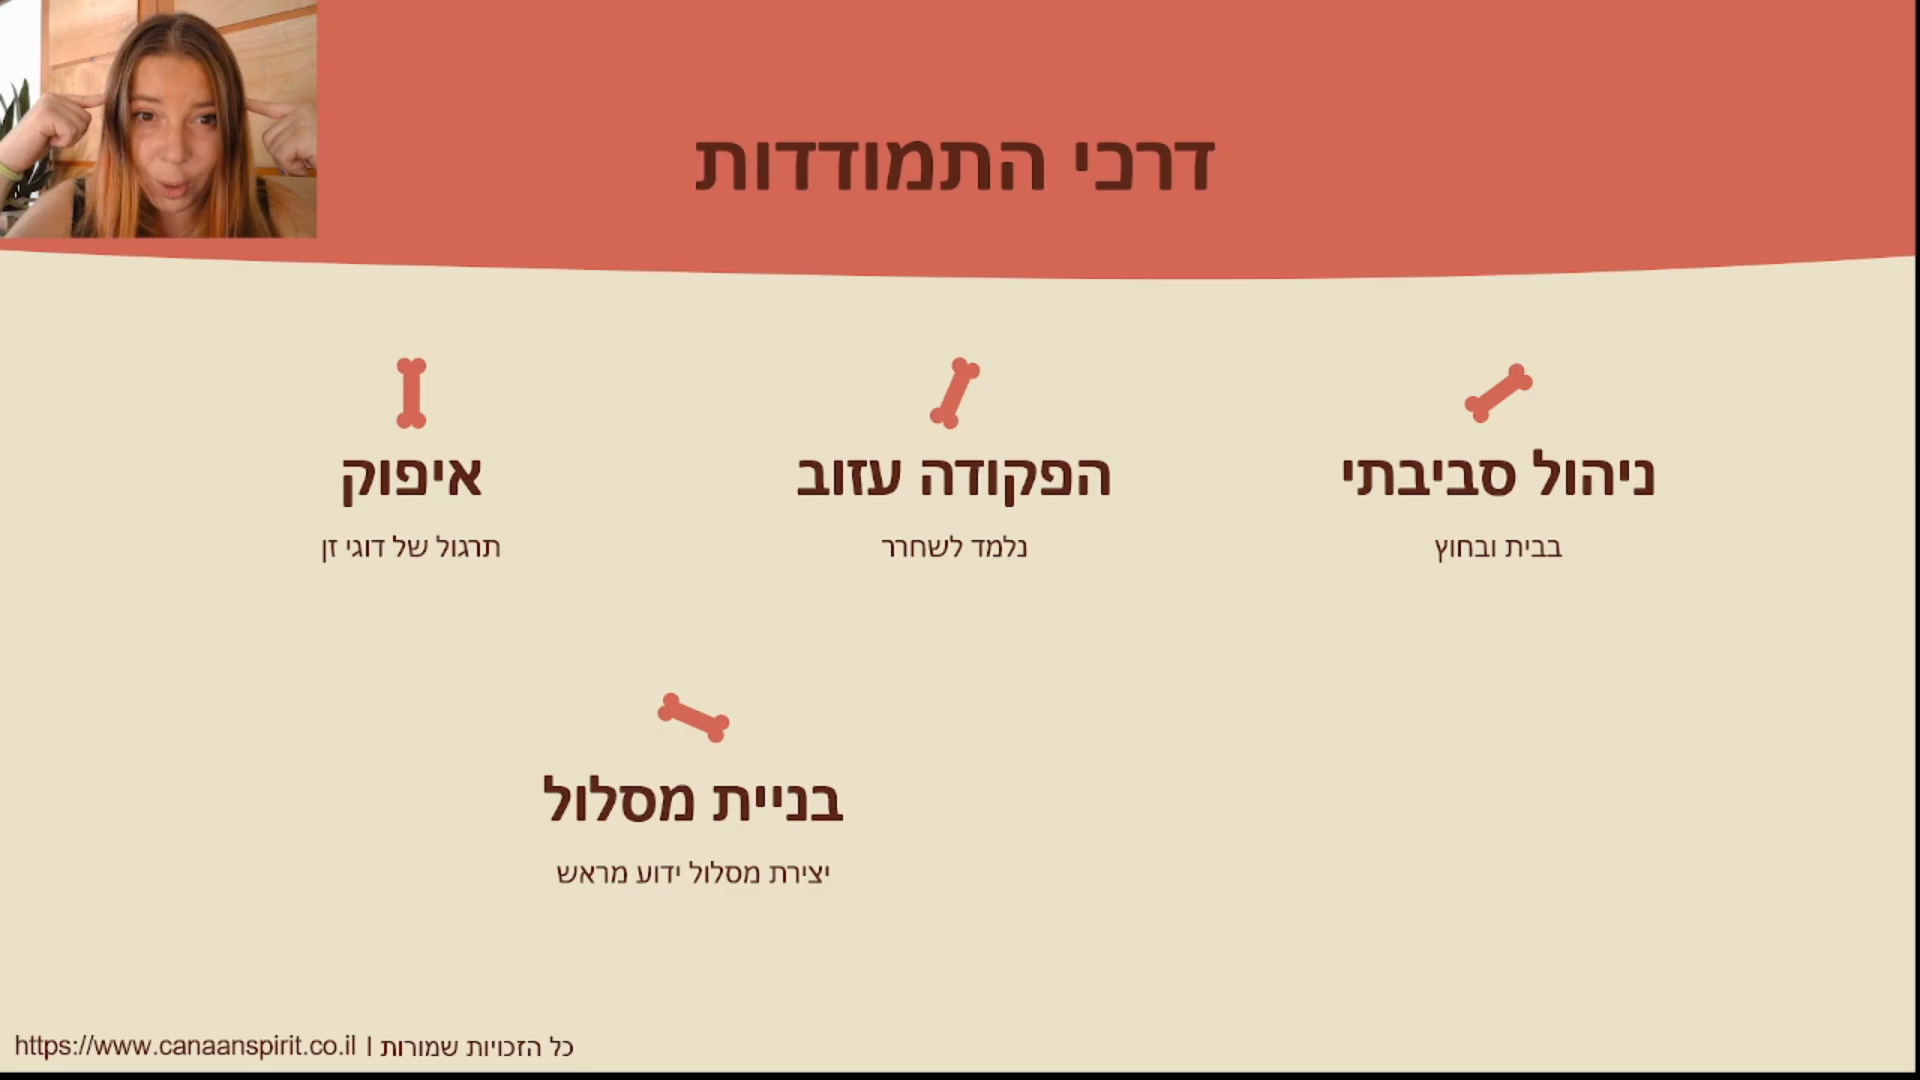 דרכי התמודדות
ניהול סביבתי
בבית ובחוץ
הפקודה עזוב
נלמד לשחרר
איפוק
תרגול של דוגי זן
בניית מסלול
יצירת מסלול ידוע מראש
כל הזכויות שמורות | https://www.canaanspirit.co.il